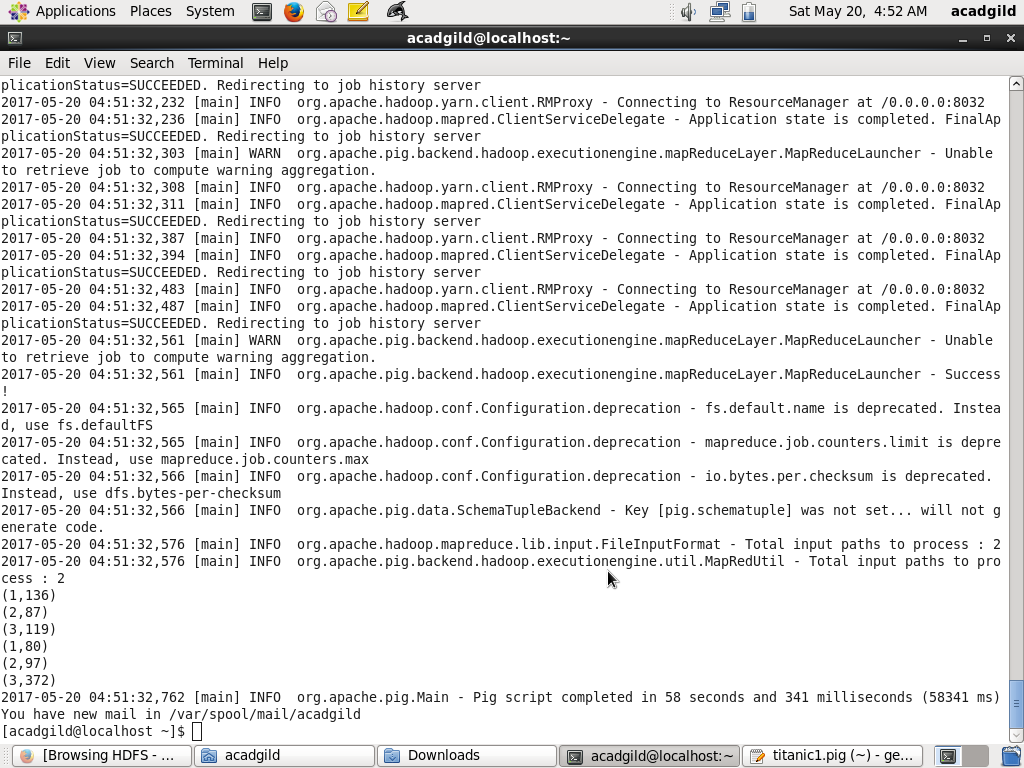 Applications Places System Sat May 20, 4:52 AM acadgild
acadgild@localhost:~
File Edit View Search Terminal Help
plicationStatus=SUCCEEDED. Redirecting to job history server
2017-05-20 04:51:32,232 [main] INFO  org.apache.hadoop.yarn.client.RMProxy - Connecting to ResourceManager at /0.0.0.0:8032
2017-05-20 04:51:32,236 [main] INFO  org.apache.hadoop.mapred.ClientServiceDelegate - Application state is completed. FinalAp
plicationStatus=SUCCEEDED. Redirecting to job history server
2017-05-20 04:51:32,303 [main] WARN  org.apache.pig.backend.hadoop.executionengine.mapReduceLayer.MapReduceLauncher - Unable
to retrieve job to compute warning aggregation.
2017-05-20 04:51:32,308 [main] INFO  org.apache.hadoop.yarn.client.RMProxy - Connecting to ResourceManager at /0.0.0.0:8032
2017-05-20 04:51:32,311 [main] INFO  org.apache.hadoop.mapred.ClientServiceDelegate - Application state is completed. FinalAp
plicationStatus=SUCCEEDED. Redirecting to job history server
2017-05-20 04:51:32,387 [main] INFO  org.apache.hadoop.yarn.client.RMProxy - Connecting to ResourceManager at /0.0.0.0:8032
2017-05-20 04:51:32,394 [main] INFO  org.apache.hadoop.mapred.ClientServiceDelegate - Application state is completed. FinalAp
plicationStatus=SUCCEEDED. Redirecting to job history server
2017-05-20 04:51:32,483 [main] INFO  org.apache.hadoop.yarn.client.RMProxy - Connecting to ResourceManager at /0.0.0.0:8032
2017-05-20 04:51:32,487 [main] INFO  org.apache.hadoop.mapred.ClientServiceDelegate - Application state is completed. FinalAp
plicationStatus=SUCCEEDED. Redirecting to job history server
2017-05-20 04:51:32,561 [main] WARN  org.apache.pig.backend.hadoop.executionengine.mapReduceLayer.MapReduceLauncher - Unable
to retrieve job to compute warning aggregation.
2017-05-20 04:51:32,561 [main] INFO  org.apache.pig.backend.hadoop.executionengine.mapReduceLayer.MapReduceLauncher - Success
!
2017-05-20 04:51:32,565 [main] INFO  org.apache.hadoop.conf.Configuration.deprecation - fs.default.name is deprecated. Instea
d, use fs.defaultFS
2017-05-20 04:51:32,565 [main] INFO  org.apache.hadoop.conf.Configuration.deprecation - mapreduce.job.counters.limit is depre
cated. Instead, use mapreduce.job.counters.max
2017-05-20 04:51:32,566 [main] INFO  org.apache.hadoop.conf.Configuration.deprecation - io.bytes.per.checksum is deprecated.
Instead, use dfs.bytes-per-checksum
2017-05-20 04:51:32,566 [main] INFO  org.apache.pig.data.SchemaTupleBackend - Key [pig.schematuple] was not set... will not g
enerate code.
2017-05-20 04:51:32,576 [main] INFO  org.apache.hadoop.mapreduce.lib.input.FileInputFormat - Total input paths to process : 2
2017-05-20 04:51:32,576 [main] INFO  org.apache.pig.backend.hadoop.executionengine.util.MapRedUtil - Total input paths to pro
cess : 2
(1,136)
(2,87)
(3,119)
(1,80)
(2,97)
(3,372)
2017-05-20 04:51:32,762 [main] INFO  org.apache.pig.Main - Pig script completed in 58 seconds and 341 milliseconds (58341 ms)
You have new mail in /var/spool/mail/acadgild
[acadgild@localhost ~]$
[Browsing HDFS - ... acadgild Downloads acadgild@localhost:~ titanic1.pig (~) - ge...